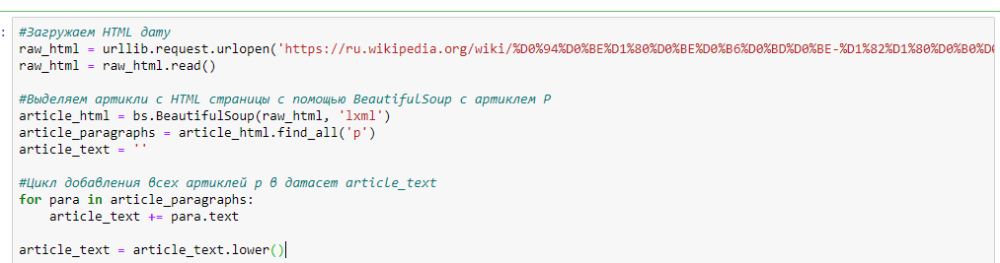 :
#Загружаем HTML дату
raw_html = urllib.request.urlopen('https://ru.wikipedia.org/wiki/%D0%94%D0%BE%D1%80%D0%BE%D0%B6%D0%BD%D0%BE-%D1%82%D1%80%D0%B0%D0
raw_html = raw_html.read()
#Выделяем артикли с HTML страницы с помощью BeautifulSoup с артиклем P
article_html = bs.BeautifulSoup(raw_html, 'lxml')
article_paragraphs = article_html.find_all('p')
article_text = ''
#Цикл добавления всех артиклей p в датасет article_text
for para in article_paragraphs:
    article_text += para.text
article_text = article_text.lower()